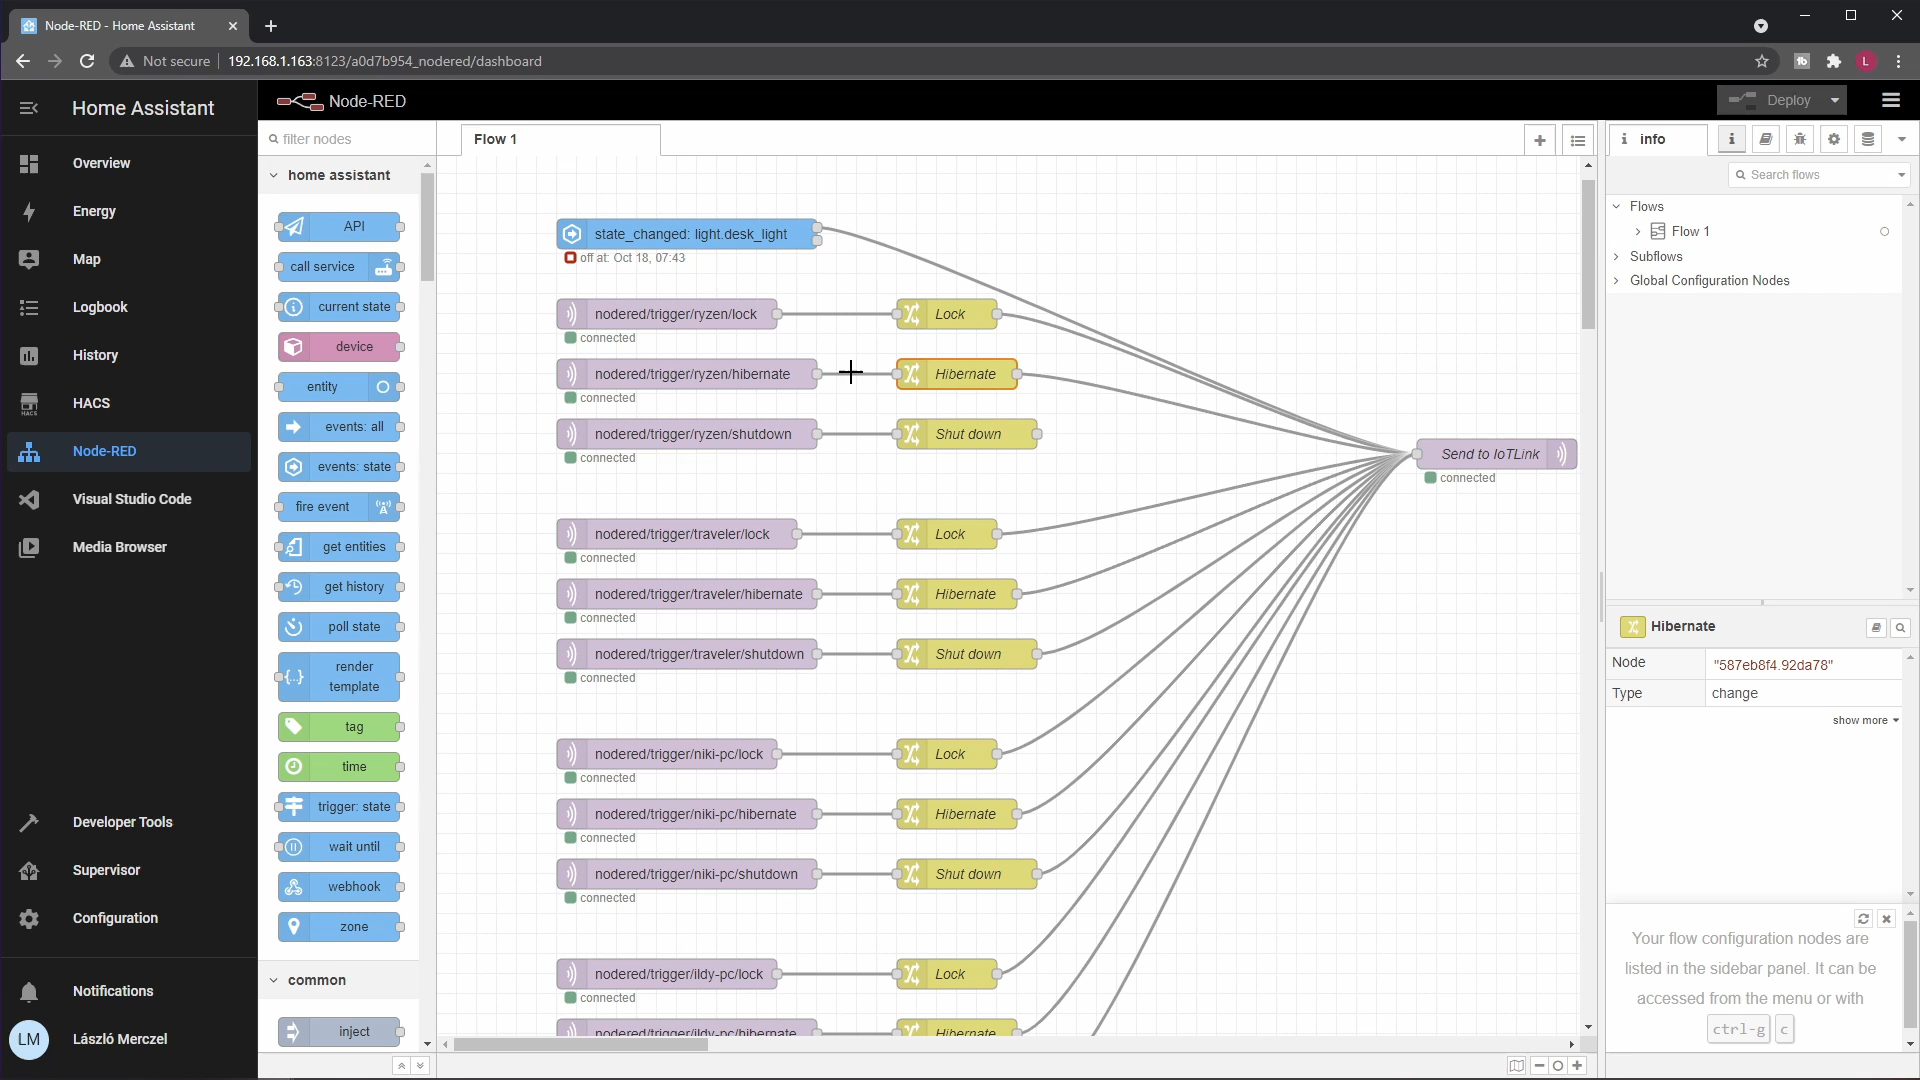 Node-RED - Home Assistant
Not secure
192.168.1.163:8123/a0d7b954_nodered/dashboard
L
Home Assistant
Overview
Energy
Map
Logbook
History
HACS
HACS
Node-RED
Visual Studio Code
Media Browser
Developer Tools
Supervisor
Configuration
Notifications
LM
László Merczel
Node-RED
Deploy
filter nodes
home assistant
API
call service
current state
device
entity
events: all
events: state
fire event
get entities
get history
poll state
render
template
tag
time
trigger: state
wait until
webhook
zone
common
inject
Flow 1
state_changed: light.desk_light
off at: Oct 18, 07:43
nodered/trigger/ryzen/lock
Lock
connected
nodered/trigger/ryzen/hibernate
Hibernate
connected
nodered/trigger/ryzen/shutdown
Shut down
connected
Send to IoTLink
connected
nodered/trigger/traveler/lock
Lock
connected
nodered/trigger/traveler/hibernate
Hibernate
connected
nodered/trigger/traveler/shutdown
Shut down
connected
nodered/trigger/niki-pc/lock
Lock
connected
nodered/trigger/niki-pc/hibernate
Hibernate
connected
nodered/trigger/niki-pc/shutdown
Shut down
connected
nodered/trigger/ildy-pc/lock
Lock
connected
nodered/trigger/ildy-pc/hibernate
Hibernate
info
Search flows
Flows
Flow 1
Subflows
Global Configuration Nodes
Hibernate
Node
"587eb8f4.92da78"
Type
change
show more
Your flow configuration nodes are
listed in the sidebar panel. It can be
accessed from the menu or with
ctrl-g c